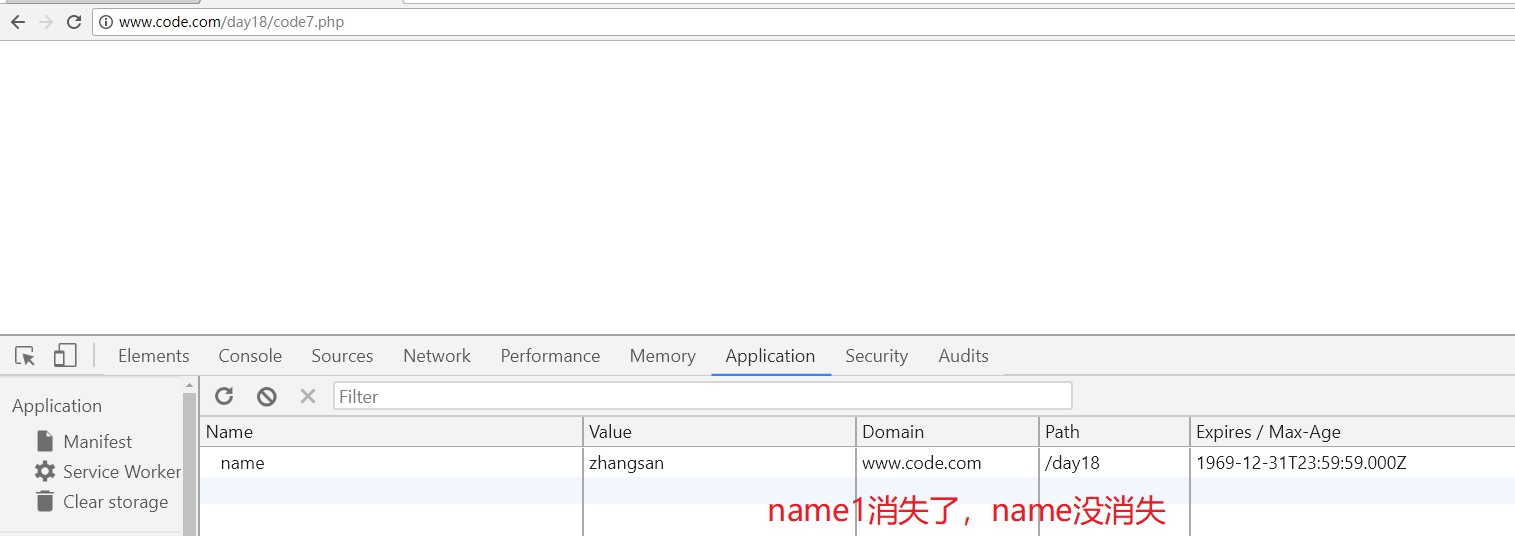 www.code.com/day18/code7.php
Elements Console Sources Network Performance Memory Application Security Audits
Application
Manifest
Service Worker
Clear storage
Filter
Name Value Domain Path Expires / Max-Age
name zhangsan www.code.com /day18 1969-12-31T23:59:59.000Z
name1消失了，name没消失